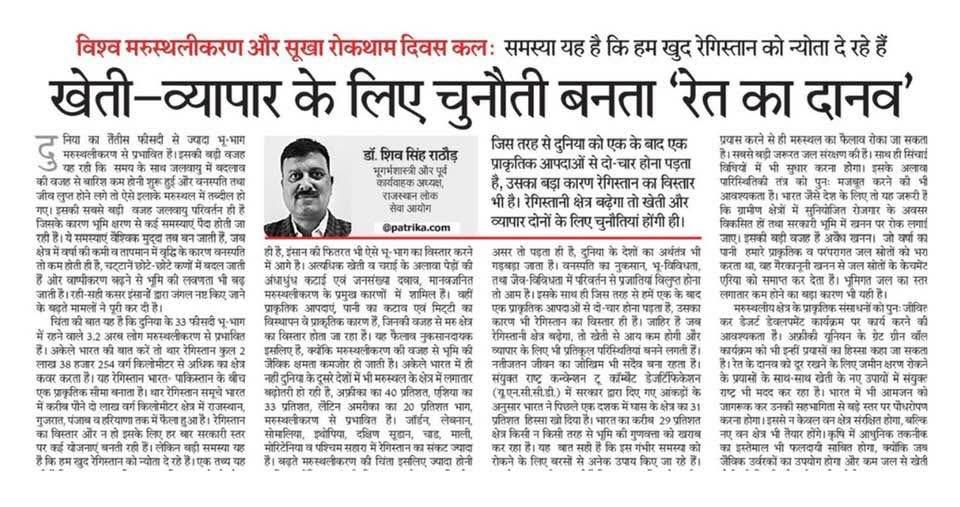 विश्व मरुस्थलीकरण और सूखा रोकथाम दिवस कल: समस्या यह है कि हम खुद रेगिस्तान को न्योता दे रहे हैं
खेती-व्यापार के लिए चुनौती बनता 'रेत का दानव'
दुनिया का तैंतीस फीसदी से ज्यादा भू-भाग
मरुस्थलीकरण से प्रभावित है। इसकी बड़ी वजह
यह रही कि समय के साथ जलवायु में बदलाव
की वजह से बारिश कम होनी शुरू हुई और वनस्पति तथा
जीव लुप्त होने लगे तो ऐसे इलाके मरुस्थल में तब्दील हो
गए। इसकी सबसे बड़ी वजह जलवायु परिवर्तन ही हैं
जिसके कारण भूमि क्षरण से कई समस्याएं पैदा होती जा
रही हैं। ये समस्याएं वैश्विक मुद्दा तब बन जाती हैं, जब
क्षेत्र में वर्षा की कमी व तापमान में वृद्धि के कारण वनस्पति
तो कम होती ही है, चट्टानें छोटे-छोटे कणों में बदल जाती
हैं और वाष्पीकरण बढ़ने से भूमि की लवणता भी बढ़
जाती है। रही-सही कसर इंसानों द्वारा जंगल नष्ट किए जाने
के बढ़ते मामलों ने पूरी कर दी है।
चिंता की बात यह है कि दुनिया के 33 फीसदी भू-भाग
में रहने वाले 3.2 अरब लोग मरुस्थलीकरण से प्रभावित
हैं। अकेले भारत की बात करें तो थार रेगिस्तान कुल 2
लाख 38 हजार 254 वर्ग किलोमीटर से अधिक का क्षेत्र
कवर करता है। यह रेगिस्तान भारत- पाकिस्तान के बीच
एक प्राकृतिक सीमा बनाता है। थार रेगिस्तान समूचे भारत
में करीब पौने दो लाख वर्ग किलोमीटर क्षेत्र में राजस्थान,
गुजरात, पंजाब व हरियाणा तक में फैला हुआ है। रेगिस्तान
का विस्तार और न हो इसके लिए हर बार सरकारी स्तर
पर कई योजनाएं बनती रही हैं। लेकिन बड़ी समस्या यह
है कि हम खुद रेगिस्तान को न्योता दे रहे हैं। एक तथ्य यह
डॉ. शिव सिंह राठौड़
भूगर्भशास्त्री और पूर्व
कार्यवाहक अध्यक्ष,
राजस्थान लोक
सेवा आयोग
@patrika.com
जिस तरह से दुनिया को एक के बाद एक
प्राकृतिक आपदाओं से दो-चार होना पड़ता
है, उसका बड़ा कारण रेगिस्तान का विस्तार
भी है। रेगिस्तानी क्षेत्र बढ़ेगा तो खेती और
व्यापार दोनों के लिए चुनौतियां होंगी ही।
ही है, इंसान की फितरत भी ऐसे भू-भाग का विस्तार करने
में आगे है। अत्यधिक खेती व चराई के अलावा पेड़ों की
अंधाधुंध कटाई एवं जनसंख्या दबाव, मानवजनित
मरुस्थलीकरण के प्रमुख कारणों में शामिल हैं। वहीं
प्राकृतिक आपदाएं, पानी का कटाव एवं मिट्टी का
विस्थापन वे प्राकृतिक कारण हैं, जिनकी वजह से मरु क्षेत्र
का विस्तार होता जा रहा है। यह फैलाव नुकसानदायक
इसलिए है, क्योंकि मरुस्थलीकरण की वजह से भूमि की
जैविक क्षमता कमजोर हो जाती है। अकेले भारत में ही
नहीं दुनिया के दूसरे देशों में भी मरुस्थल के क्षेत्र में लगातार
बढ़ोतरी हो रही है, अफ्रीका का 40 प्रतिशत, एशिया का
33 प्रतिशत, लैटिन अमरीका का 20 प्रतिशत भाग,
मरुस्थलीकरण से प्रभावित है। जॉर्डन, लेबनान,
सोमालिया, इथोपिया, दक्षिण सूडान, चाड, माली,
मोरिटेनिया व पश्चिम सहारा में रेगिस्तान का संकट ज्यादा
है। बढ़ते मरुस्थलीकरण की चिंता इसलिए ज्यादा होनी
असर तो पड़ता ही है, दुनिया के देशों का अर्थतंत्र भी
गड़बड़ा जाता है। वनस्पति का नुकसान, भू-विविधता,
तथा जैव-विविधता में परिवर्तन से प्रजातियां विलुप्त होना
तो आम है। इसके साथ ही जिस तरह से हमें एक के बाद
एक प्राकृतिक आपदाओं से दो-चार होना पड़ता है, उसका
कारण भी रेगिस्तान का विस्तार ही है। जाहिर है जब
रेगिस्तानी क्षेत्र बढ़ेगा, तो खेती से आय कम होगी और
व्यापार के लिए भी प्रतिकूल परिस्थितियां बनने लगती हैं।
नतीजतन जीवन का जोखिम भी सदैव बना रहता है।
संयुक्त राष्ट्र कन्वेन्शन टू कॉम्बैट डेजर्टिफिकेशन
(यू.एन.सी.सी.डी.) में सरकार द्वारा दिए गए आंकड़ों के
अनुसार भारत ने पिछले एक दशक में घास के क्षेत्र का 31
प्रतिशत हिस्सा खो दिया है। भारत का करीब 29 प्रतिशत
क्षेत्र किसी न किसी तरह से भूमि की गुणवत्ता को खराब
कर रहा है। यह बात सही है कि इस गंभीर समस्या को
रोकने के लिए बरसों से अनेक उपाय किए जा रहे हैं।
प्रयास करने से ही मरुस्थल का फैलाव रोका जा सकता
है। सबसे बड़ी जरूरत जल संरक्षण की है। साथ ही सिंचाई
विधियों में भी सुधार करना होगा। इसके अलावा
पारिस्थितिकी तंत्र को पुनः मजबूत करने की भी
आवश्यकता है। भारत जैसे देश के लिए तो यह जरूरी है
कि ग्रामीण क्षेत्रों में सुनियोजित रोजगार के अवसर
विकसित हों तथा सरकारी भूमि में खनन पर रोक लगाई
जाए। इसकी बड़ी वजह है अवैध खनन। जो वर्षा का
पानी हमारे प्राकृतिक व परंपरागत जल स्रोतों को भरा
करता था, वह गैरकानूनी खनन से जल स्रोतों के कैचमेंट
एरिया को समाप्त कर देता है। भूमिगत जल का स्तर
लगातार कम होने का बड़ा कारण भी यही है।
मरुस्थलीय क्षेत्र के प्राकृतिक संसाधनों को पुनः जीवित
कर डेजर्ट डेवलपमेंट कार्यक्रम पर कार्य करने की
आवश्यकता है। अफ्रीकी यूनियन के ग्रेट ग्रीन वॉल
कार्यक्रम को भी इन्हीं प्रयासों का हिस्सा कहा जा सकता
है। रेत के दानव को दूर रखने के लिए जमीन क्षरण रोकने
के प्रयासों के साथ-साथ खेती के नए उपायों में संयुक्त
राष्ट्र भी मदद कर रहा है। भारत में भी आमजन को
जागरूक कर उनकी सहभागिता से बड़े स्तर पर पौधरोपण
करना होगा। इससे न केवल वन क्षेत्र संरक्षित होगा, बल्कि
नए वन क्षेत्र भी तैयार होंगे। कृषि में आधुनिक तकनीक
का इस्तेमाल भी फलदायी साबित होगा, क्योंकि जब
जैविक उर्वरकों का उपयोग होगा और कम जल से खेती